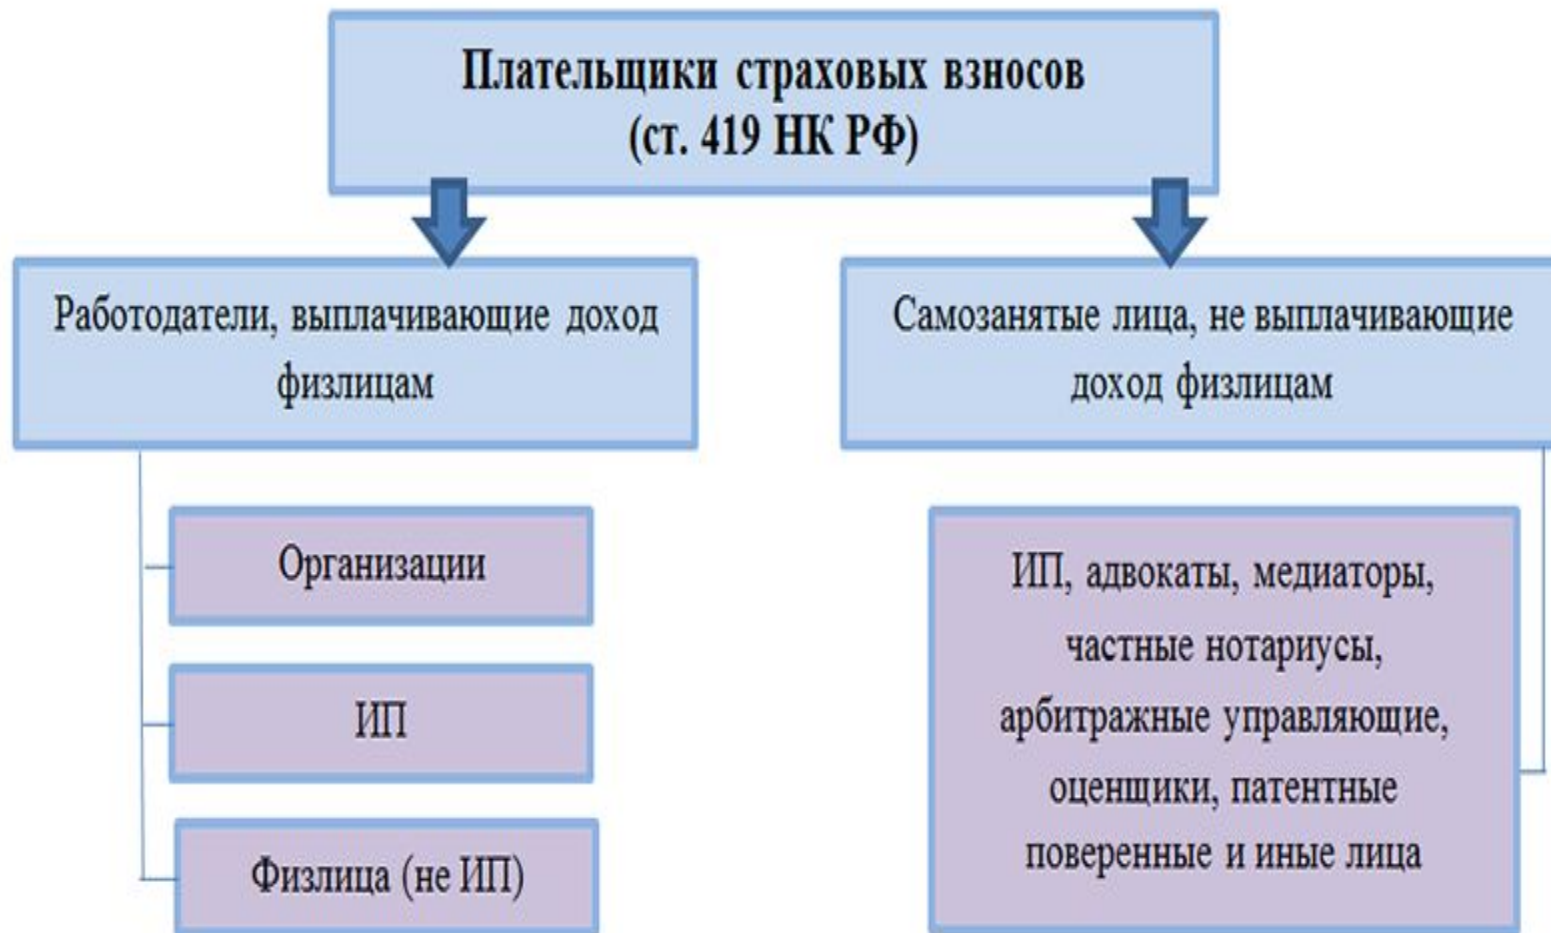 Плательщики страховых взносов
(ст. 419 НК РФ)
Работодатели, выплачивающие доход
физлицам
Организации
ИП
Физлица (не ИП)
Самозанятые лица, не выплачивающие
доход физлицам
ИП, адвокаты, медиаторы,
частные нотариусы,
арбитражные управляющие,
оценщики, патентные
поверенные и иные лица